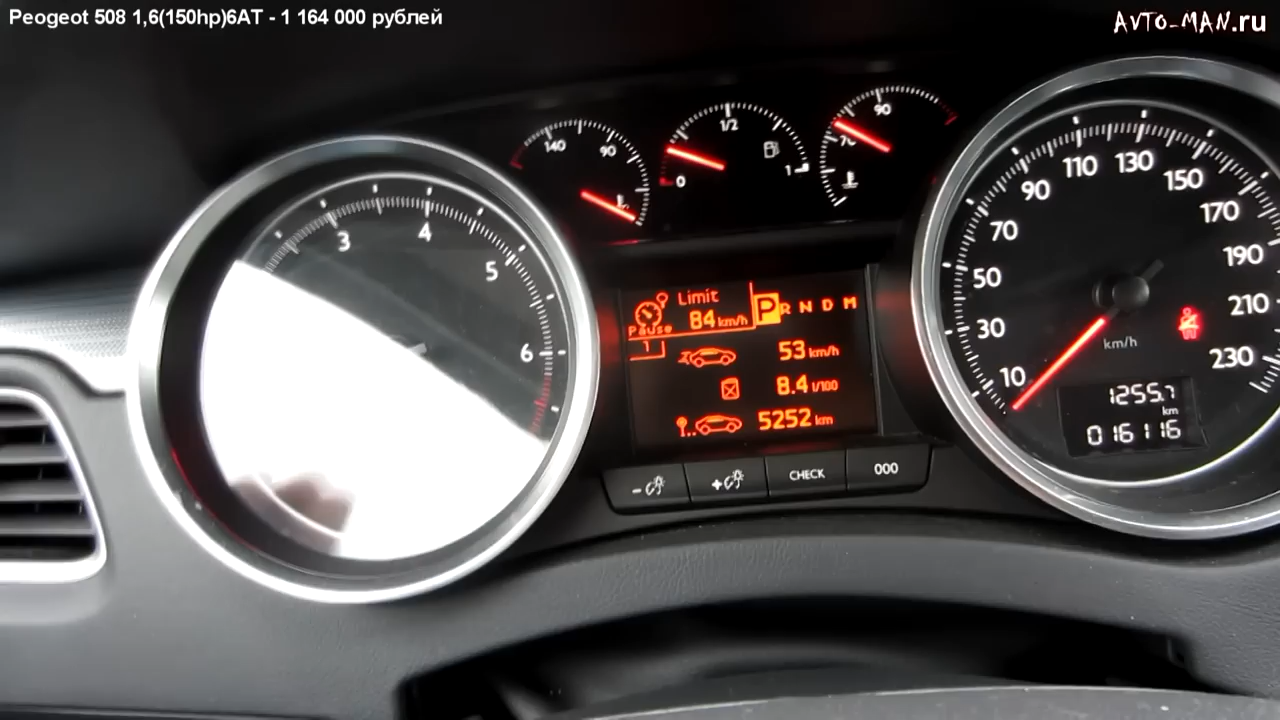 Peogeot 508 1,6(150hp)6AT - 1 164 000 рублей
AVTO-MAN.ru
140 90
0 1/2 1
70 90
3 4 5 6
Limit
84 km/h
Pause
P R N D M
1
53 km/h
8.4 l/100
5252 km
CHECK
000
10 30 50 70 90 110 130 150 170 190 210 230
km/h
1255.7
km
016116